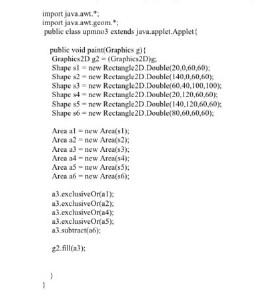 import java.awt.*;
import java.awt.geom.*;
public class upmno3 extends java.applet.Applet{
public void paint(Graphics g){
Graphics2D g2 = (Graphics2D)g;
Shape s1 = new Rectangle2D.Double(20,0,60,60);
Shape s2 = new Rectangle2D.Double(140,0,60,60);
Shape s3 = new Rectangle2D.Double(60,40,100,100);
Shape s4 = new Rectangle2D.Double(20,120,60,60);
Shape s5 = new Rectangle2D.Double(140,120,60,60);
Shape s6 = new Rectangle2D.Double(80,60,60,60);
Area a1 = new Area(s1);
Area a2 = new Area(s2);
Area a3 = new Area(s3);
Area a4 = new Area(s4);
Area a5 = new Area(s5);
Area a6 = new Area(s6);
a3.exclusiveOr(a1);
a3.exclusiveOr(a2);
a3.exclusiveOr(a4);
a3.exclusiveOr(a5);
a3.subtract(a6);
g2.fill(a3);
}
}